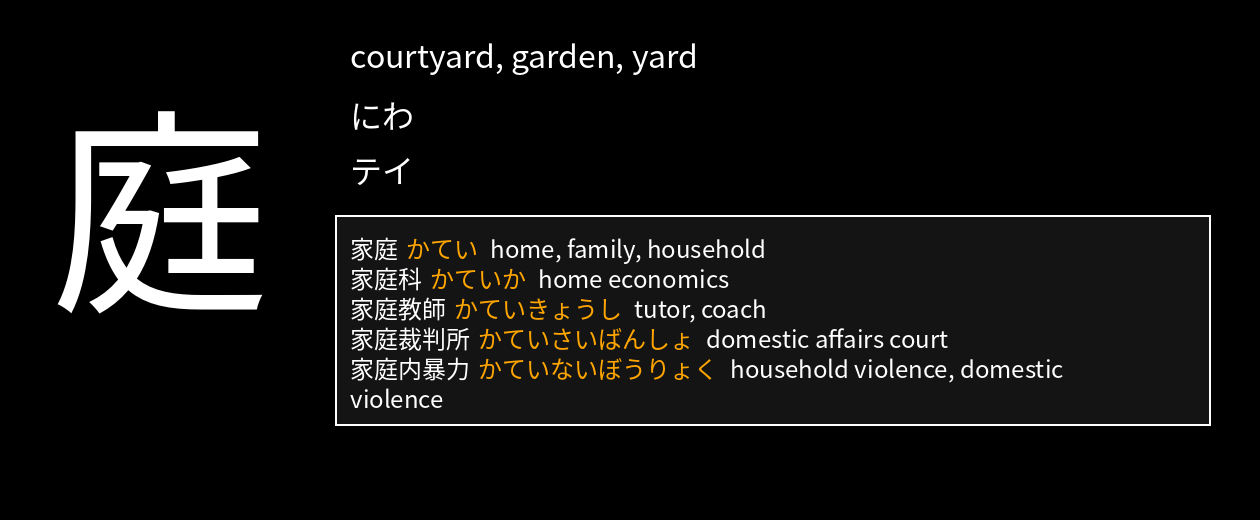 庭
courtyard, garden, yard
にわ
テイ
家庭 かてい home, family, household
家庭科 かていか home economics
家庭教師 かていきょうし tutor, coach
家庭裁判所 かていさいばんしょ domestic affairs court
家庭内暴力 かていないぼうりょく household violence, domestic
violence